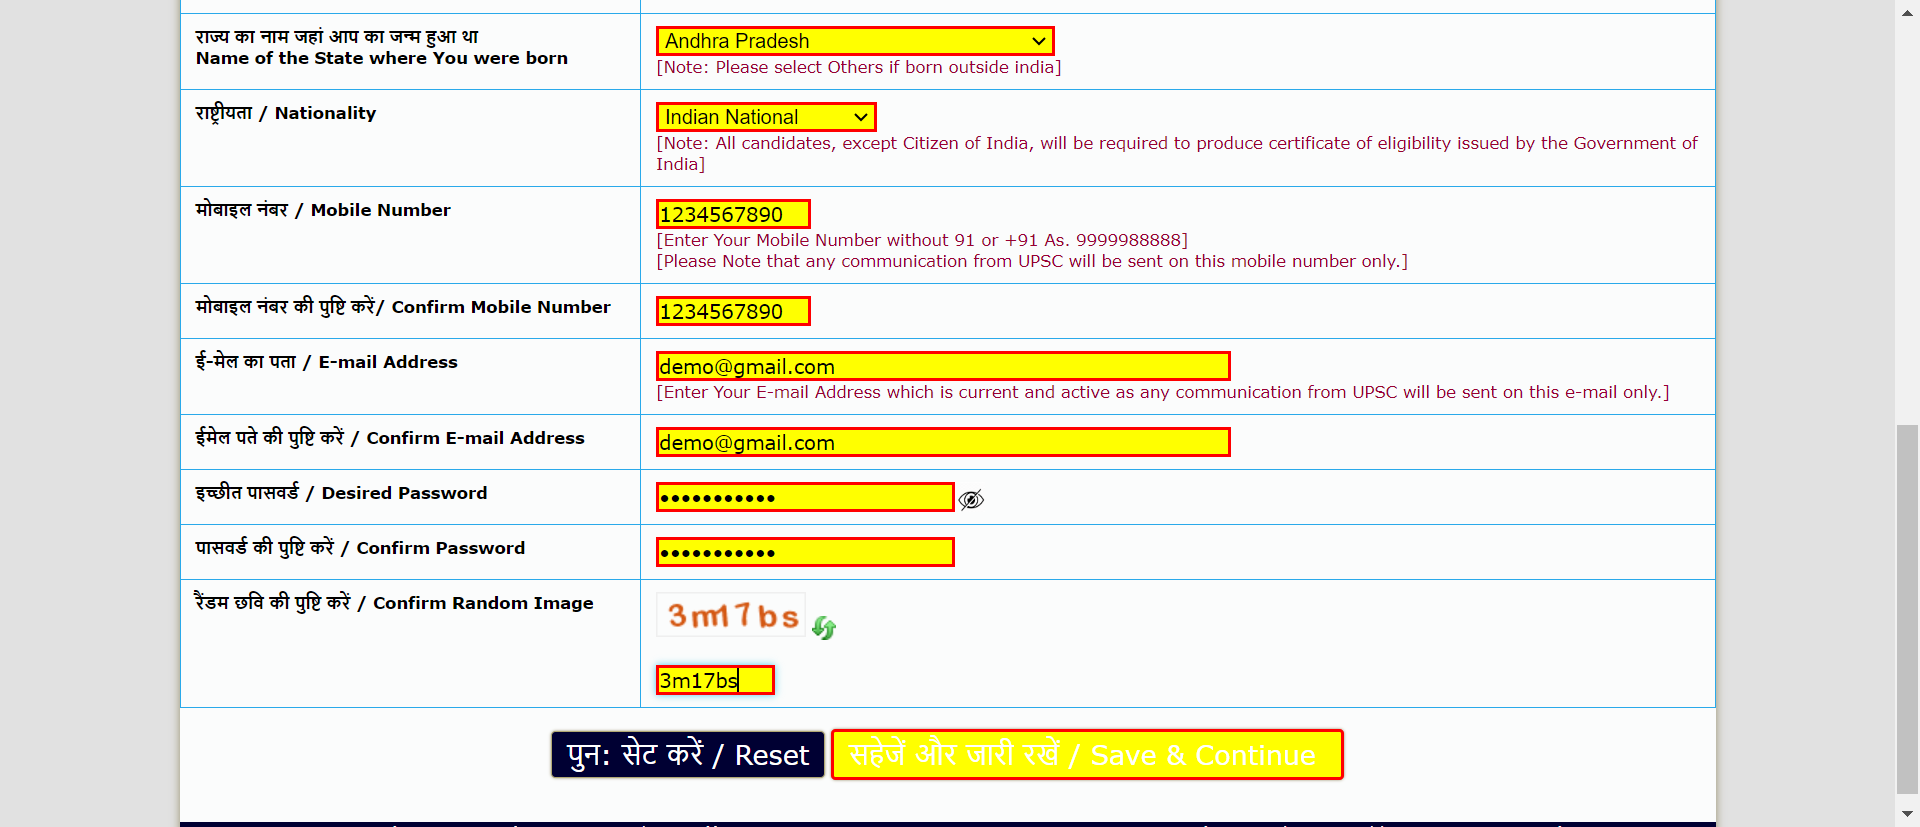 राज्य का नाम जहां आप का जन्म हुआ था
Name of the State where You were born
Andhra Pradesh
[Note: Please select Others if born outside india]
राष्ट्रीयता / Nationality
Indian National
[Note: All candidates, except Citizen of India, will be required to produce certificate of eligibility issued by the Government of
India]
मोबाइल नंबर / Mobile Number
1234567890
[Enter Your Mobile Number without 91 or +91 As. 9999988888]
[Please Note that any communication from UPSC will be sent on this mobile number only.]
मोबाइल नंबर की पुष्टि करें/ Confirm Mobile Number
1234567890
ई-मेल का पता / E-mail Address
demo@gmail.com
[Enter Your E-mail Address which is current and active as any communication from UPSC will be sent on this e-mail only.]
ईमेल पते की पुष्टि करें / Confirm E-mail Address
demo@gmail.com
इच्छीत पासवर्ड / Desired Password
•••••••••••
पासवर्ड की पुष्टि करें / Confirm Password
•••••••••••
रैंडम छवि की पुष्टि करें / Confirm Random Image
3m17bs
3m17bs
पुन: सेट करें / Reset
सहेजें और जारी रखें / Save & Continue